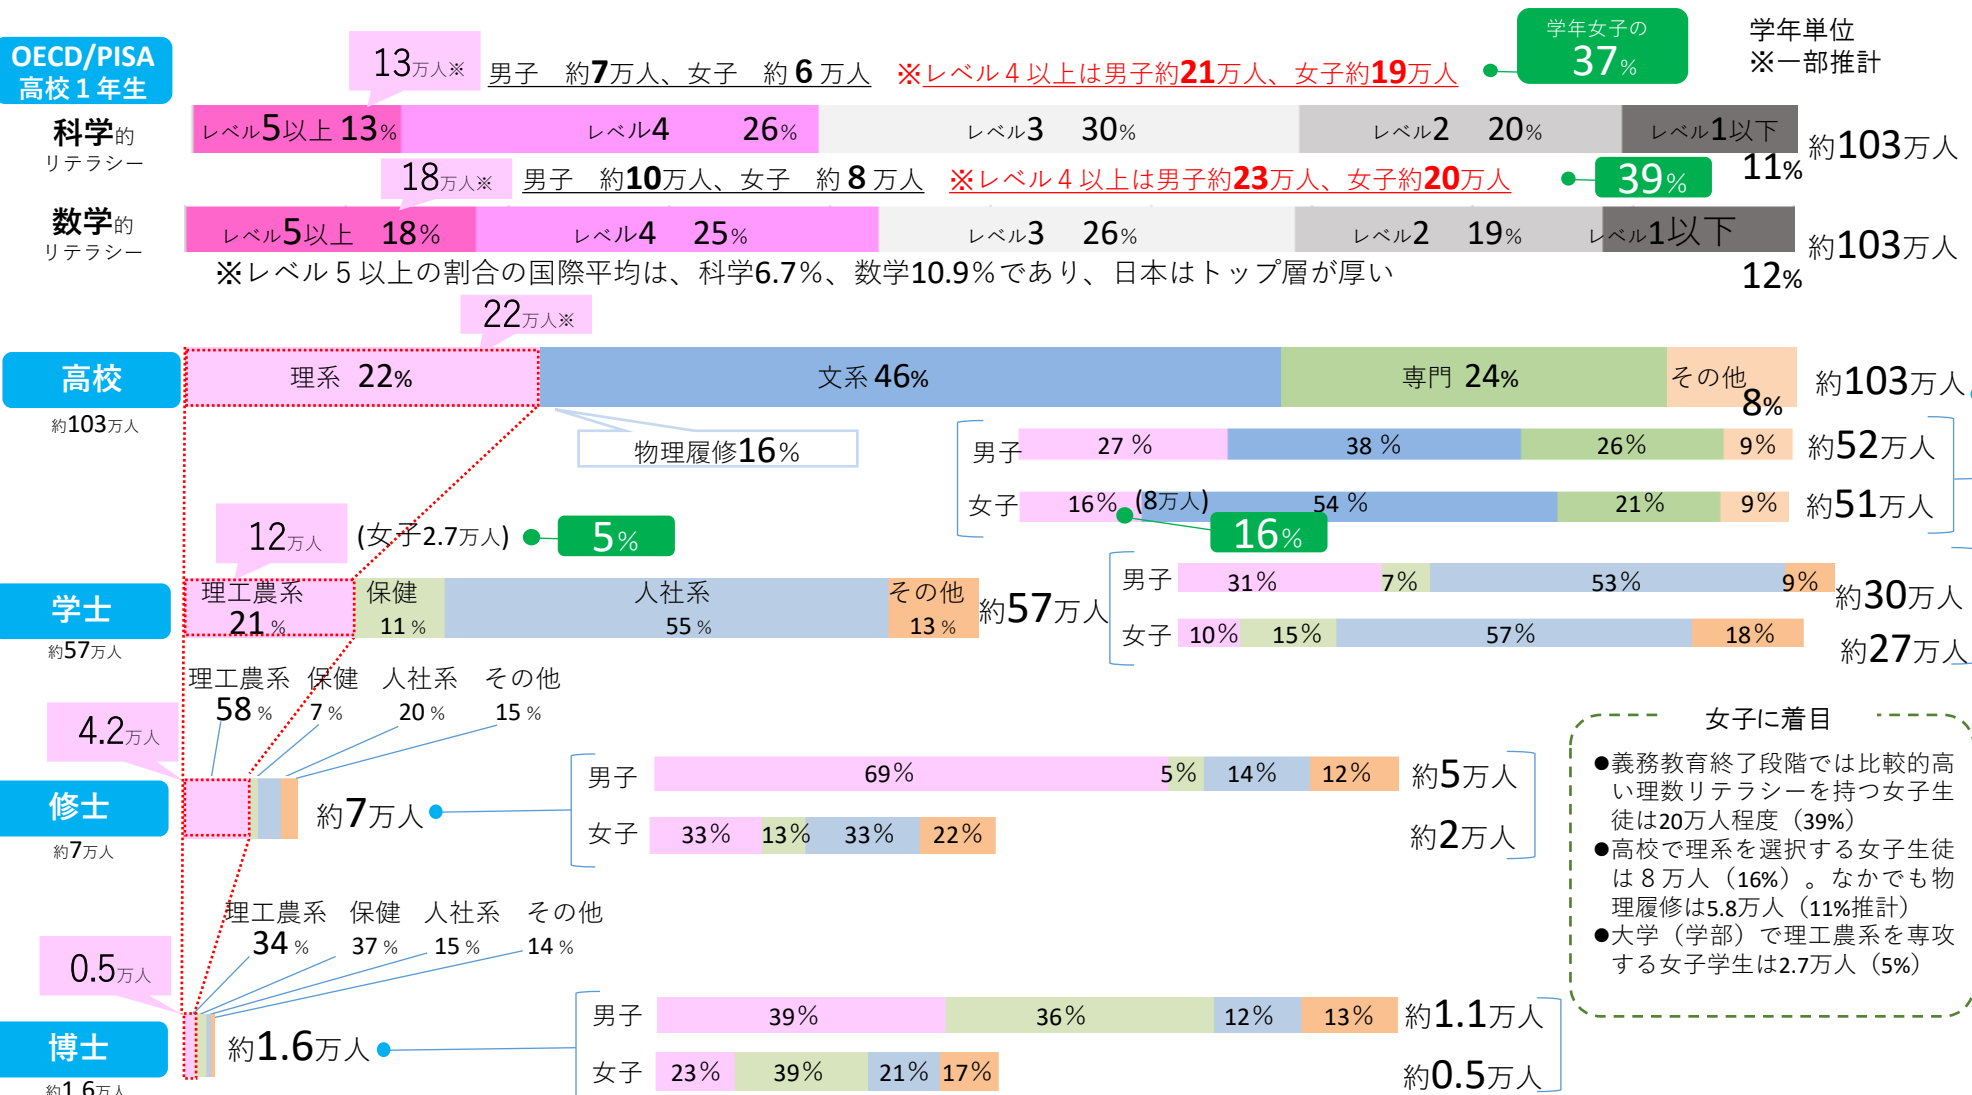 OECD/PISA
高校１年生
13万人※
男子　約7万人、女子　約６万人　※レベル４以上は男子約21万人、女子約19万人
学年女子の
37%
学年単位
※一部推計
科学的
リテラシー
レベル5以上 13%
レベル4　26%
レベル3　30%
レベル2　20%
レベル1以下
11%
約103万人
18万人※
男子　約10万人、女子　約８万人　※レベル４以上は男子約23万人、女子約20万人
39%
数学的
リテラシー
レベル5以上　18%
レベル4　25%
レベル3　26%
レベル2　19%
レベル1以下
12%
約103万人
※レベル５以上の割合の国際平均は、科学6.7%、数学10.9%であり、日本はトップ層が厚い
22万人※
高校
約103万人
理系 22%
文系 46%
専門 24%
その他
8%
約103万人
物理履修16%
男子
27 %
38 %
26%
9%
約52万人
女子
16%
(8万人)
54 %
21%
9%
約51万人
16%
12万人
(女子2.7万人)
5%
学士
約57万人
理工農系
21 %
保健
11 %
人社系
55 %
その他
13 %
約57万人
男子
31%
7%
53%
9%
約30万人
女子
10%
15%
57%
18%
約27万人
理工農系
58 %
保健
7 %
人社系
20 %
その他
15 %
4.2万人
修士
約7万人
約7万人
男子
69%
5%
14%
12%
約5万人
女子
33%
13%
33%
22%
約2万人
理工農系
34 %
保健
37 %
人社系
15 %
その他
14 %
0.5万人
博士
約1.6万人
約1.6万人
男子
39%
36%
12%
13%
約1.1万人
女子
23%
39%
21%
17%
約0.5万人
女子に着目
●義務教育終了段階では比較的高
い理数リテラシーを持つ女子生
徒は20万人程度（39%）
●高校で理系を選択する女子生徒
は８万人（16%）。なかでも物
理履修は5.8万人（11%推計）
●大学（学部）で理工農系を専攻
する女子学生は2.7万人（5%）